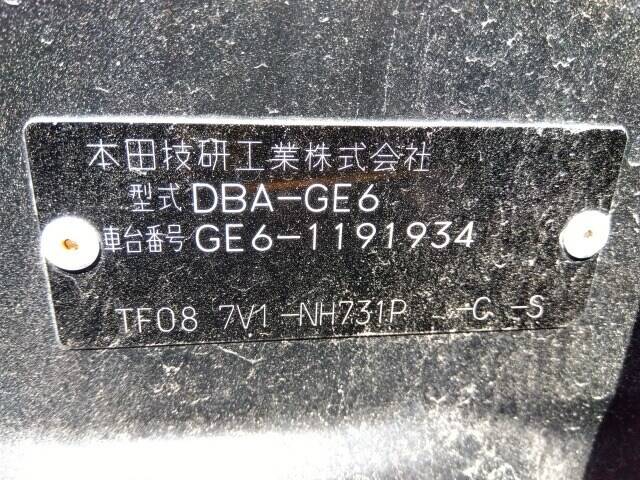 本田技研工業株式会社
型式 DBA-GE6
車台番号 GE6-1191934
TF08 7V1-NH731P -C -S